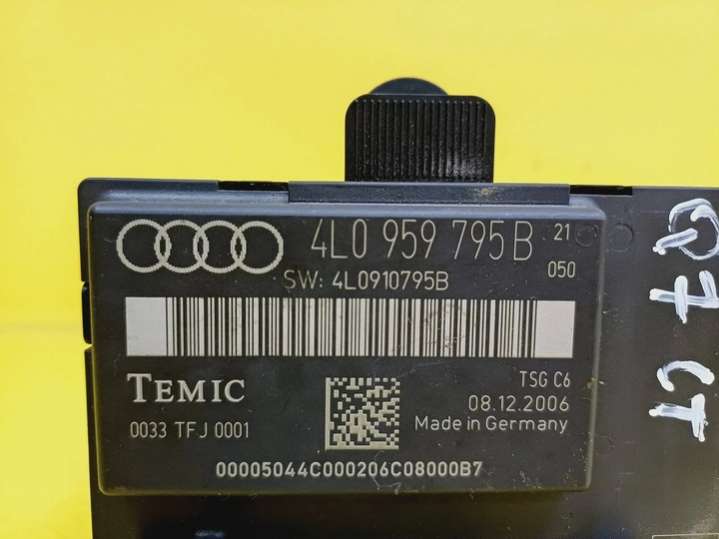 4L0 959 795 B 21
050
SW: 4L0910795B
TEMIC
TSG C6
08.12.2006
0033 TFJ 0001
Made in Germany
00005044C000206C08000B7
Q7 CT